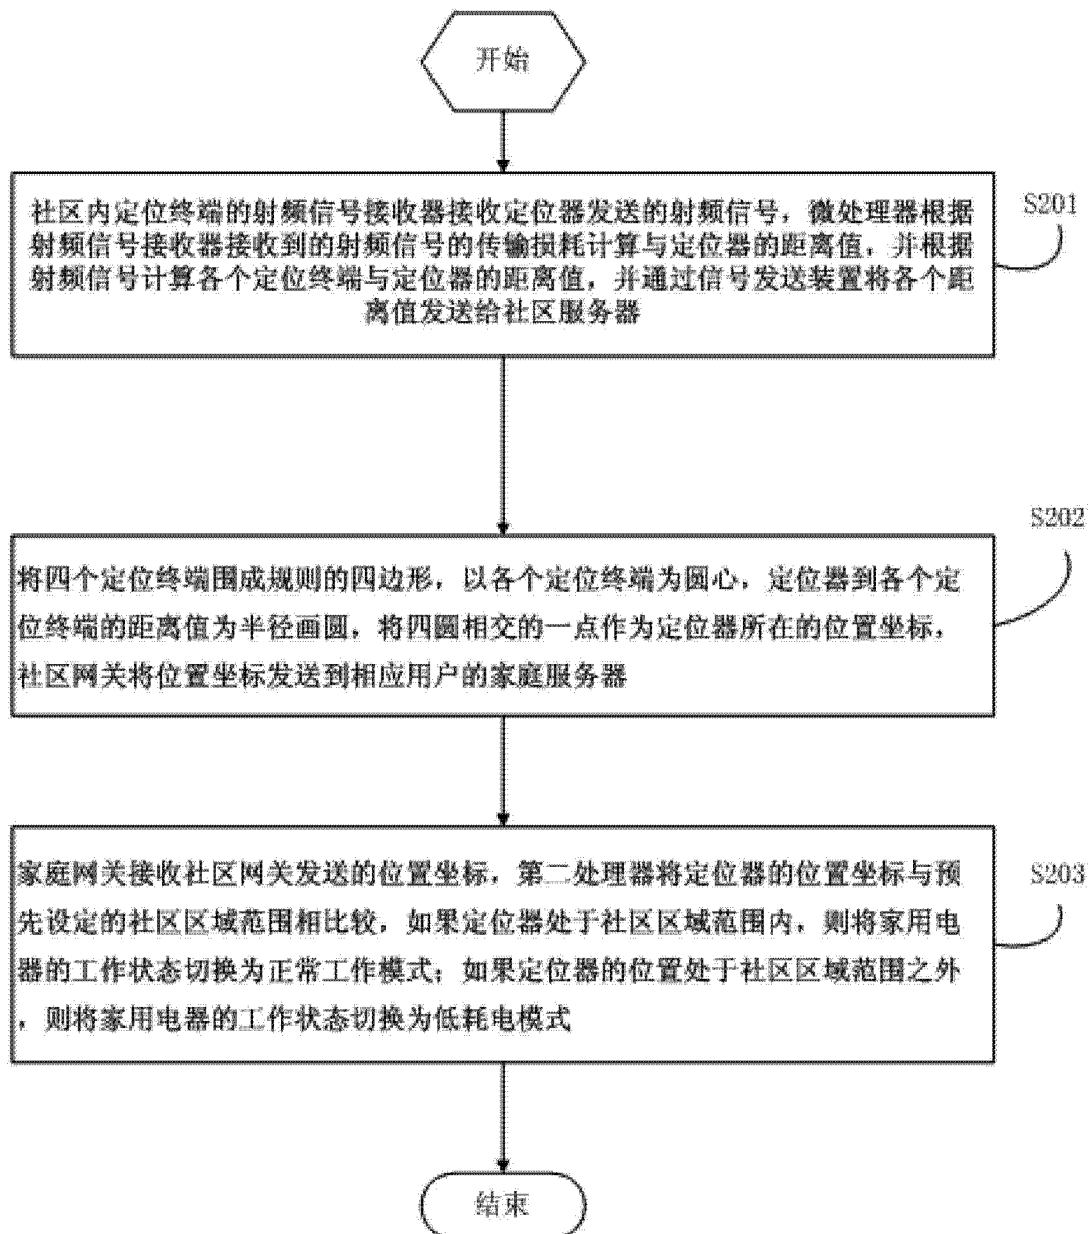 开始
社区内定位终端的射频信号接收器接收定位器发送的射频信号，微处理器根据
射频信号接收器接收到的射频信号的传输损耗计算与定位器的距离值，并根据
射频信号计算各个定位终端与定位器的距离值，并通过信号发送装置将各个距
离值发送给社区服务器
S201
将四个定位终端围成规则的四边形，以各个定位终端为圆心，定位器到各个定
位终端的距离值为半径画圆，将四圆相交的一点作为定位器所在的位置坐标，
社区网关将位置坐标发送到相应用户的家庭服务器
S202
家庭网关接收社区网关发送的位置坐标，第二处理器将定位器的位置坐标与预
先设定的社区区域范围相比较，如果定位器处于社区区域范围内，则将家用电
器的工作状态切换为正常工作模式；如果定位器的位置处于社区区域范围之外
，则将家用电器的工作状态切换为低耗电模式
S203
结束